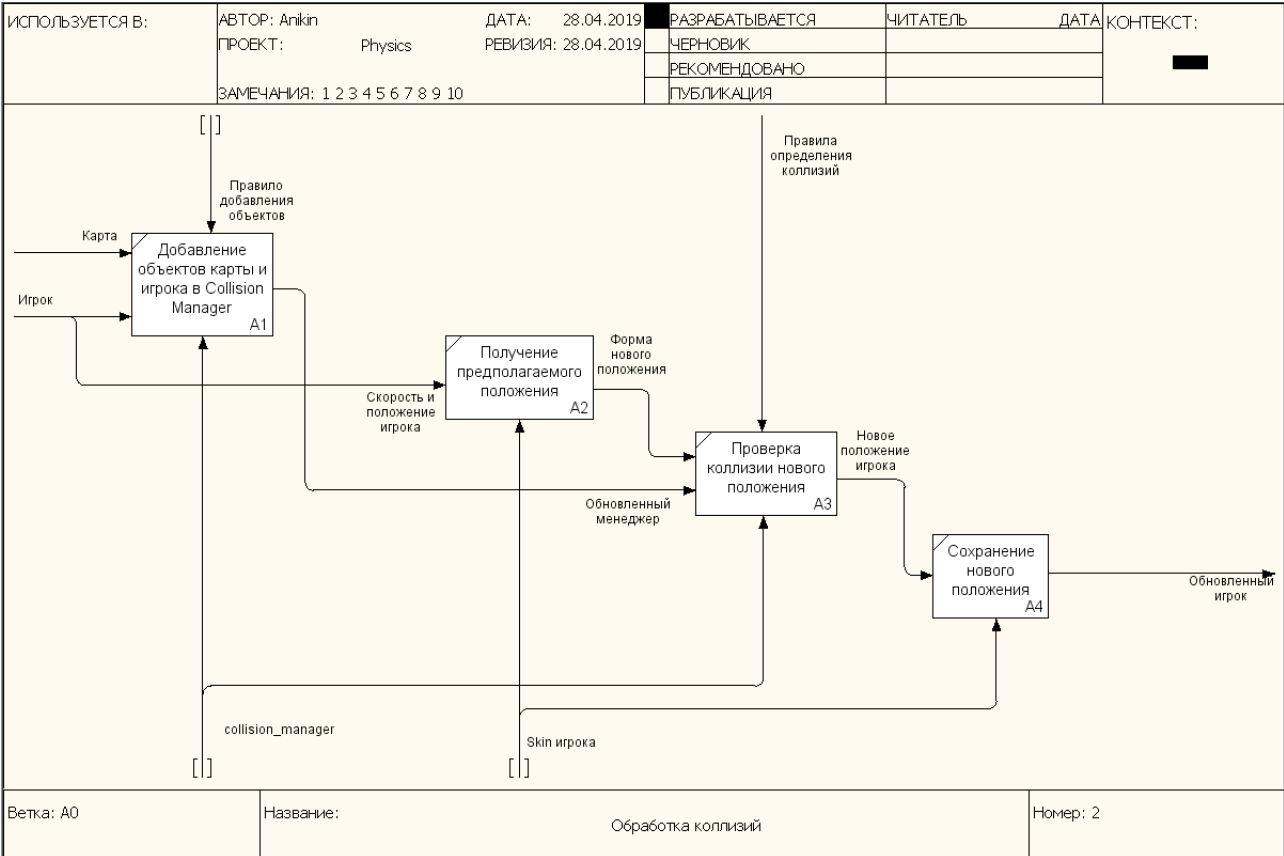 ИСПОЛЬЗУЕТСЯ В:
АВТОР: Anikin
ДАТА: 28.04.2019
ПРОЕКТ: Physics
РЕВИЗИЯ: 28.04.2019
ЗАМЕЧАНИЯ: 1 2 3 4 5 6 7 8 9 10
РАЗРАБАТЫВАЕТСЯ
ЧЕРНОВИК
РЕКОМЕНДОВАНО
ПУБЛИКАЦИЯ
ЧИТАТЕЛЬ
ДАТА
КОНТЕКСТ:
Правило
добавления
объектов
Правила
определения
коллизий
Карта
Игрок
Добавление
объектов карты и
игрока в Collision
Manager
A1
Скорость и
положение
игрока
Получение
предполагаемого
положения
A2
Форма
нового
положения
Обновленный
менеджер
Проверка
коллизии нового
положения
A3
Новое
положение
игрока
Сохранение
нового
положения
A4
Обновленный
игрок
collision_manager
Skin игрока
Ветка: A0
Название:
Обработка коллизий
Номер: 2